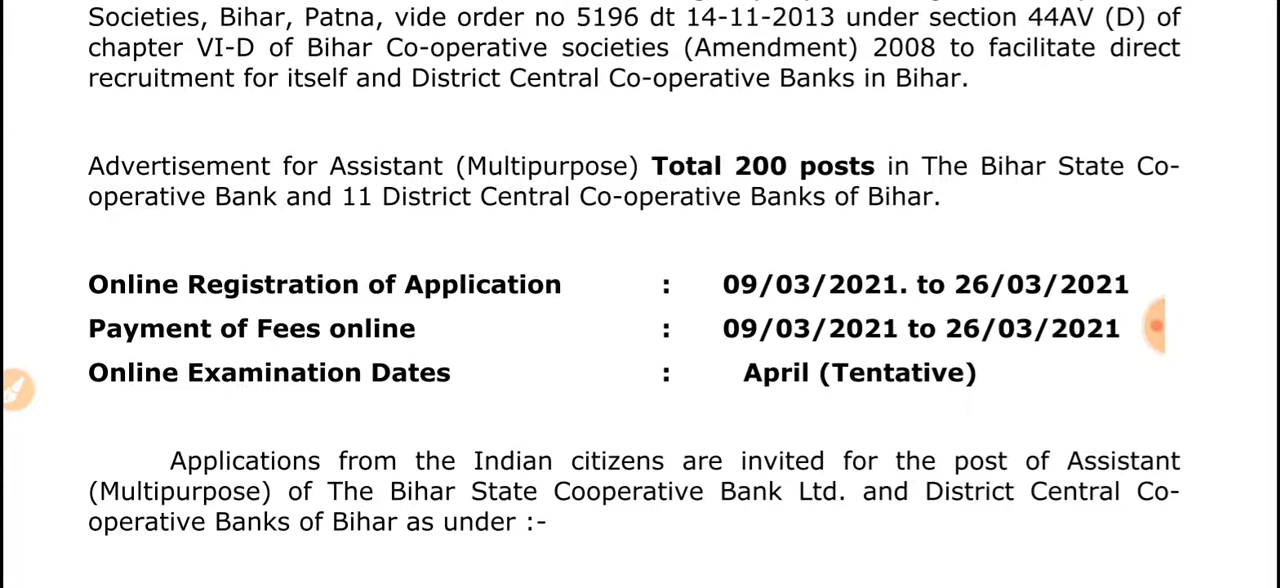 Societies, Bihar, Patna, vide order no 5196 dt 14-11-2013 under section 44AV (D) of
chapter VI-D of Bihar Co-operative societies (Amendment) 2008 to facilitate direct
recruitment for itself and District Central Co-operative Banks in Bihar.
Advertisement for Assistant (Multipurpose) Total 200 posts in The Bihar State Co-
operative Bank and 11 District Central Co-operative Banks of Bihar.
Online Registration of Application : 09/03/2021. to 26/03/2021
Payment of Fees online : 09/03/2021 to 26/03/2021
Online Examination Dates : April (Tentative)
Applications from the Indian citizens are invited for the post of Assistant
(Multipurpose) of The Bihar State Cooperative Bank Ltd. and District Central Co-
operative Banks of Bihar as under :-